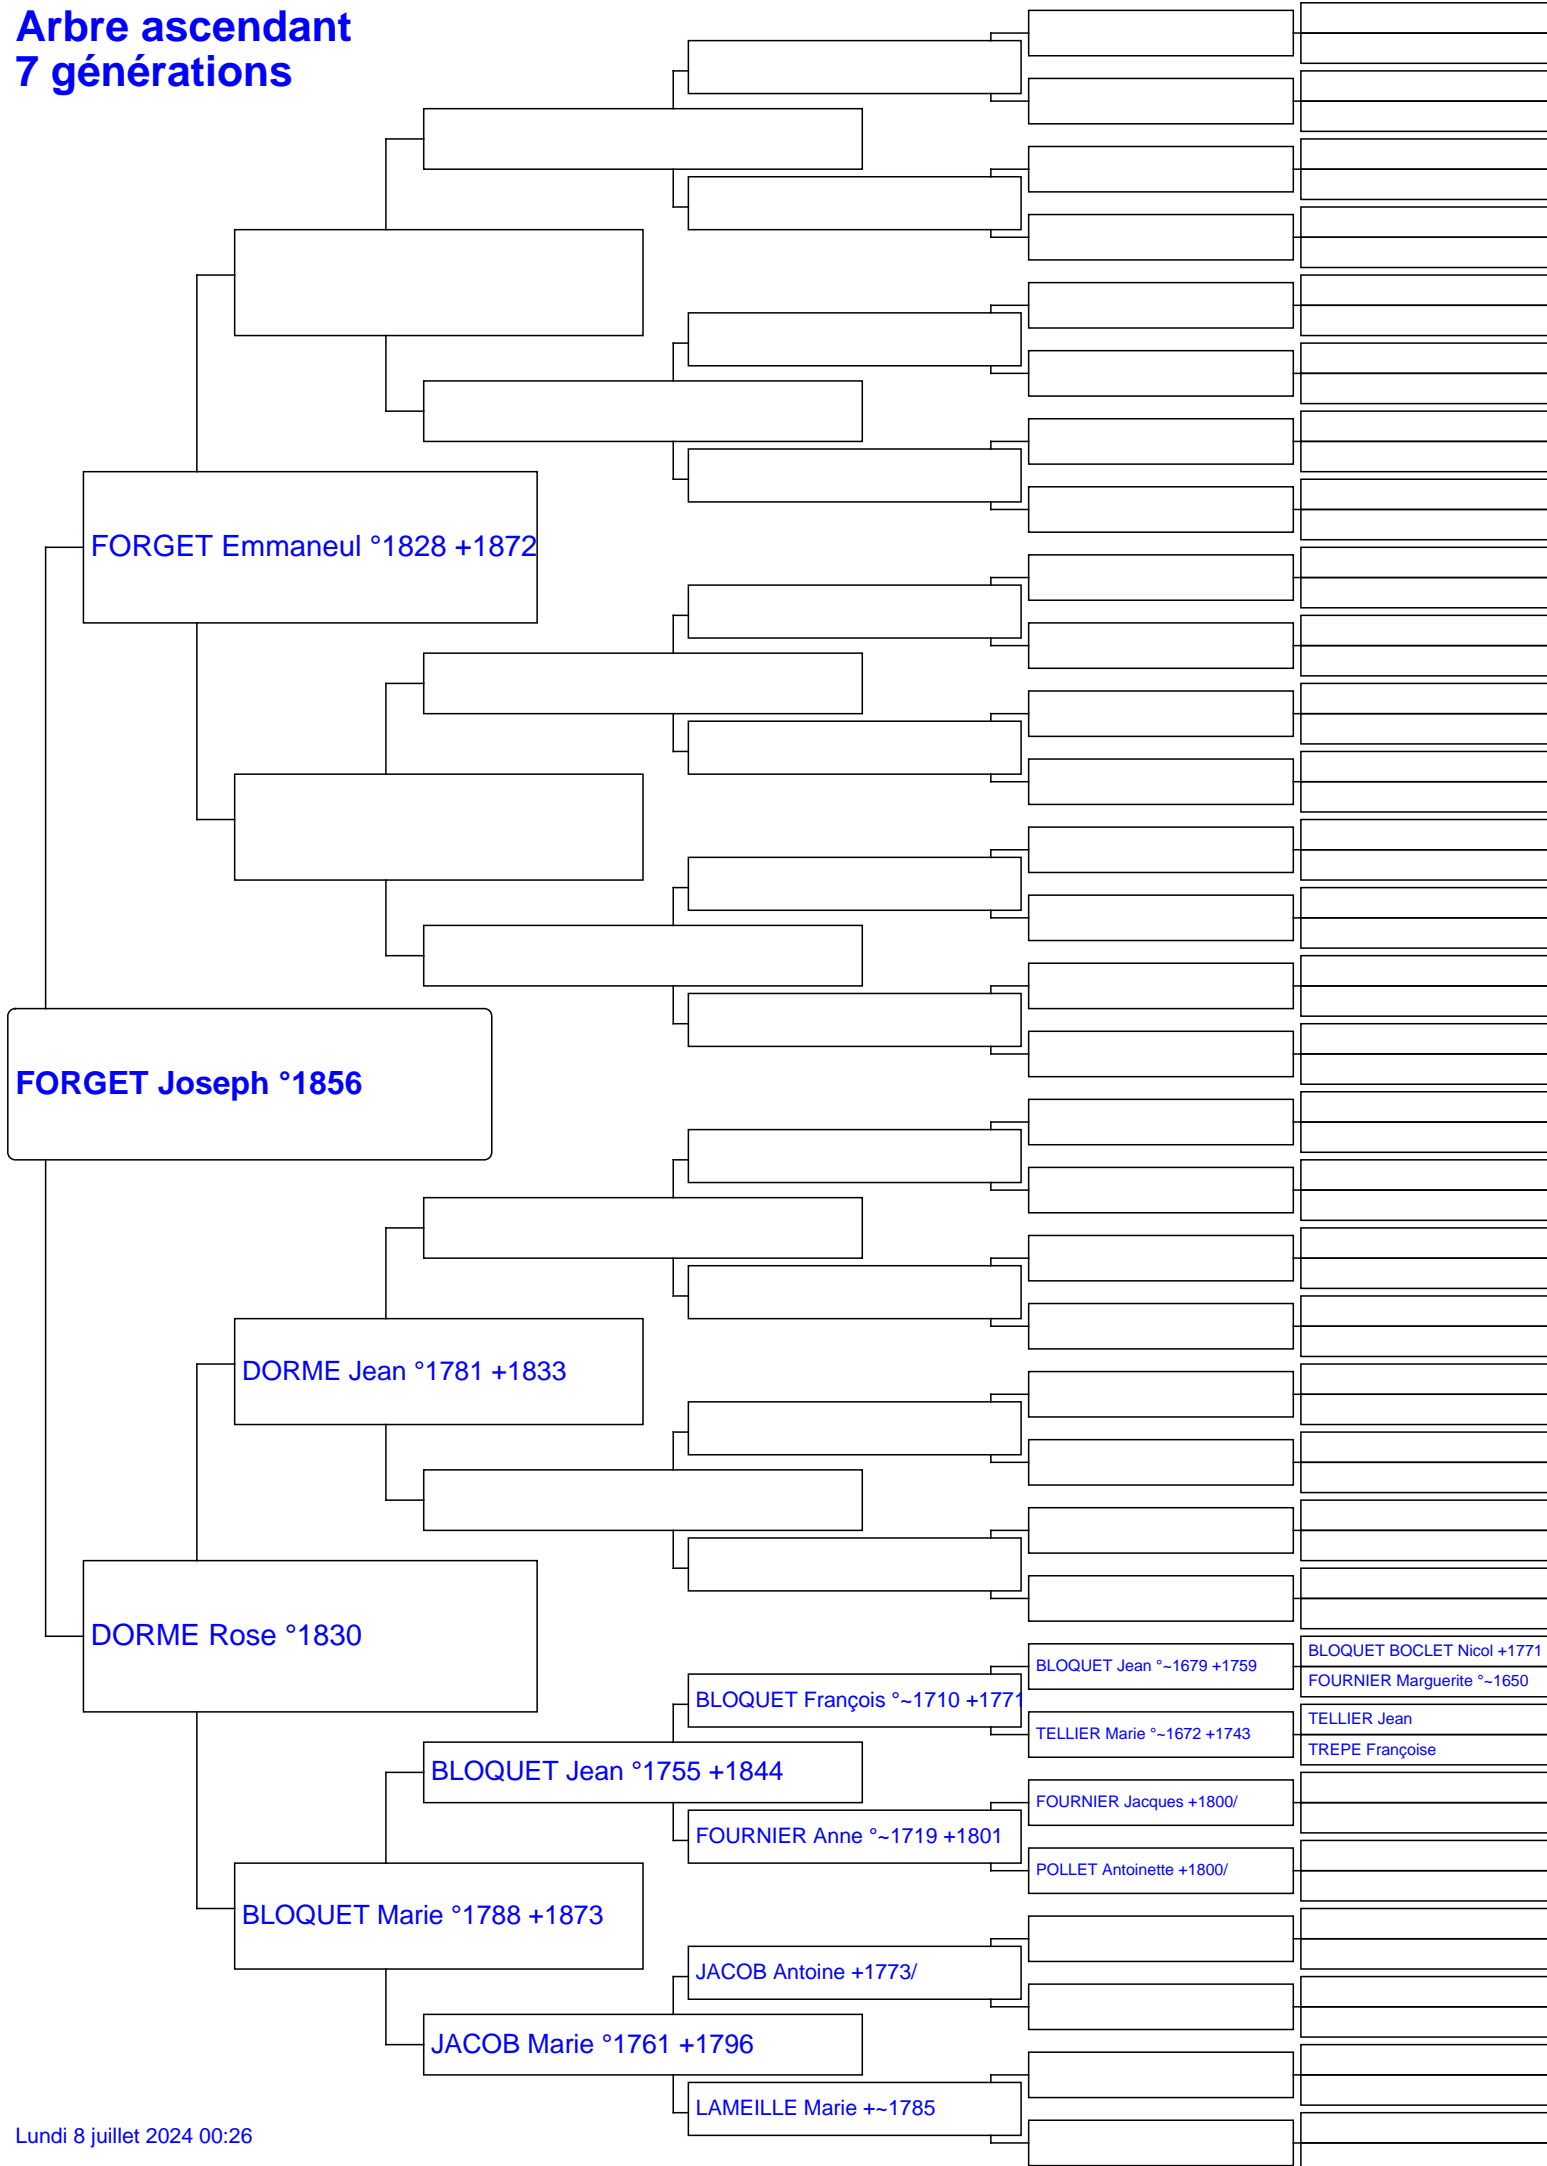 Arbre ascendant
7 générations
FORGET Emmaneul °1828 +1872
FORGET Joseph °1856
DORME Jean °1781 +1833
DORME Rose °1830
BLOQUET Jean °~1679 +1759
BLOQUET BOCLET Nicol +1771
FOURNIER Marguerite °~1650
BLOQUET François °~1710 +1771
TELLIER Marie °~1672 +1743
TELLIER Jean
TREPE Françoise
BLOQUET Jean °1755 +1844
FOURNIER Jacques +1800/
FOURNIER Anne °~1719 +1801
POLLET Antoinette +1800/
BLOQUET Marie °1788 +1873
JACOB Antoine +1773/
JACOB Marie °1761 +1796
LAMEILLE Marie +~1785
Lundi 8 juillet 2024 00:26